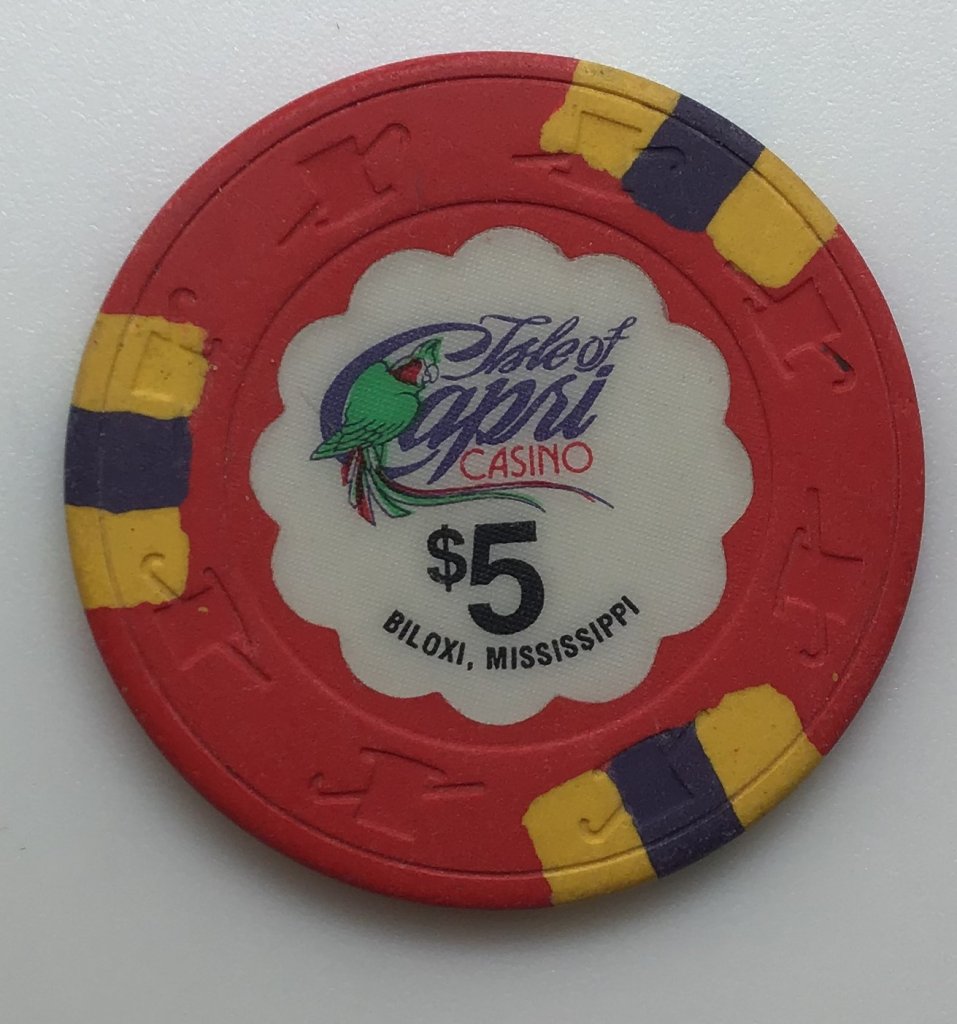 Isle of
Capri
CASINO
$5
BILOXI, MISSISSIPPI